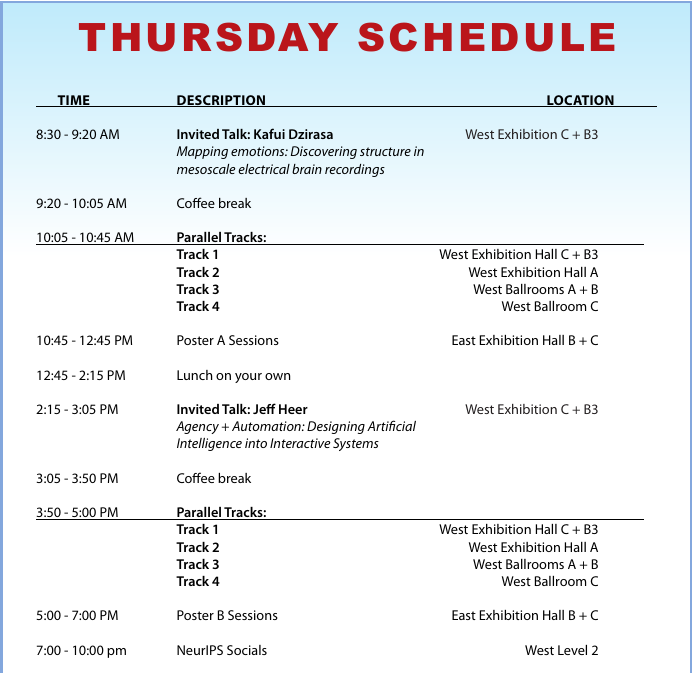 THURSDAY SCHEDULE
TIME DESCRIPTION LOCATION
8:30 - 9:20 AM Invited Talk: Kafui Dzirasa West Exhibition C + B3
Mapping emotions: Discovering structure in
mesoscale electrical brain recordings
9:20 - 10:05 AM Coffee break
10:05 - 10:45 AM Parallel Tracks:
Track 1 West Exhibition Hall C + B3
Track 2 West Exhibition Hall A
Track 3 West Ballrooms A + B
Track 4 West Ballroom C
10:45 - 12:45 PM Poster A Sessions East Exhibition Hall B + C
12:45 - 2:15 PM Lunch on your own
2:15 - 3:05 PM Invited Talk: Jeff Heer West Exhibition C + B3
Agency + Automation: Designing Artificial
Intelligence into Interactive Systems
3:05 - 3:50 PM Coffee break
3:50 - 5:00 PM Parallel Tracks:
Track 1 West Exhibition Hall C + B3
Track 2 West Exhibition Hall A
Track 3 West Ballrooms A + B
Track 4 West Ballroom C
5:00 - 7:00 PM Poster B Sessions East Exhibition Hall B + C
7:00 - 10:00 pm NeurIPS Socials West Level 2